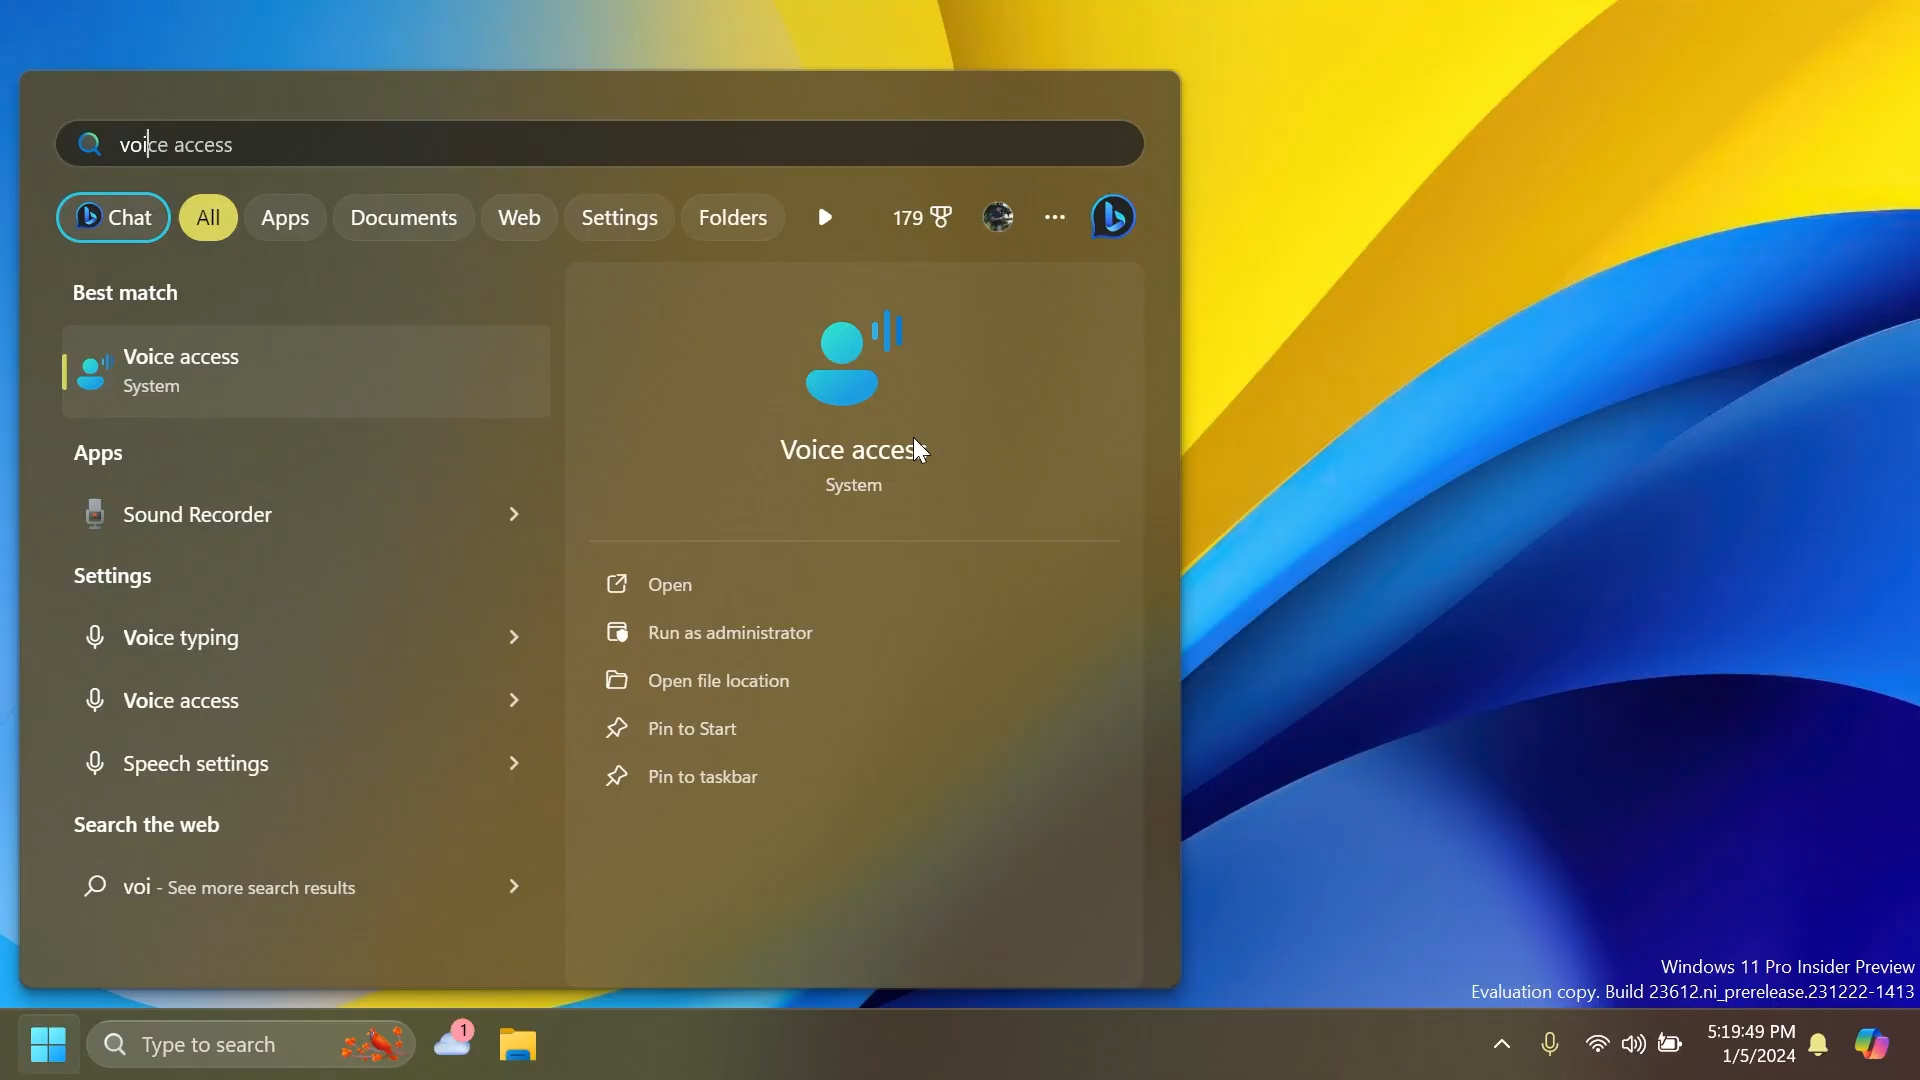 voice access
Chat
All
Apps
Documents
Web
Settings
Folders
179
Best match
Voice access
System
Apps
Sound Recorder
Settings
Voice typing
Voice access
Speech settings
Search the web
voi - See more search results
Voice access
System
Open
Run as administrator
Open file location
Pin to Start
Pin to taskbar
Windows 11 Pro Insider Preview
Evaluation copy. Build 23612.ni_prerelease.231222-1413
Type to search
1
5:19:49 PM
1/5/2024